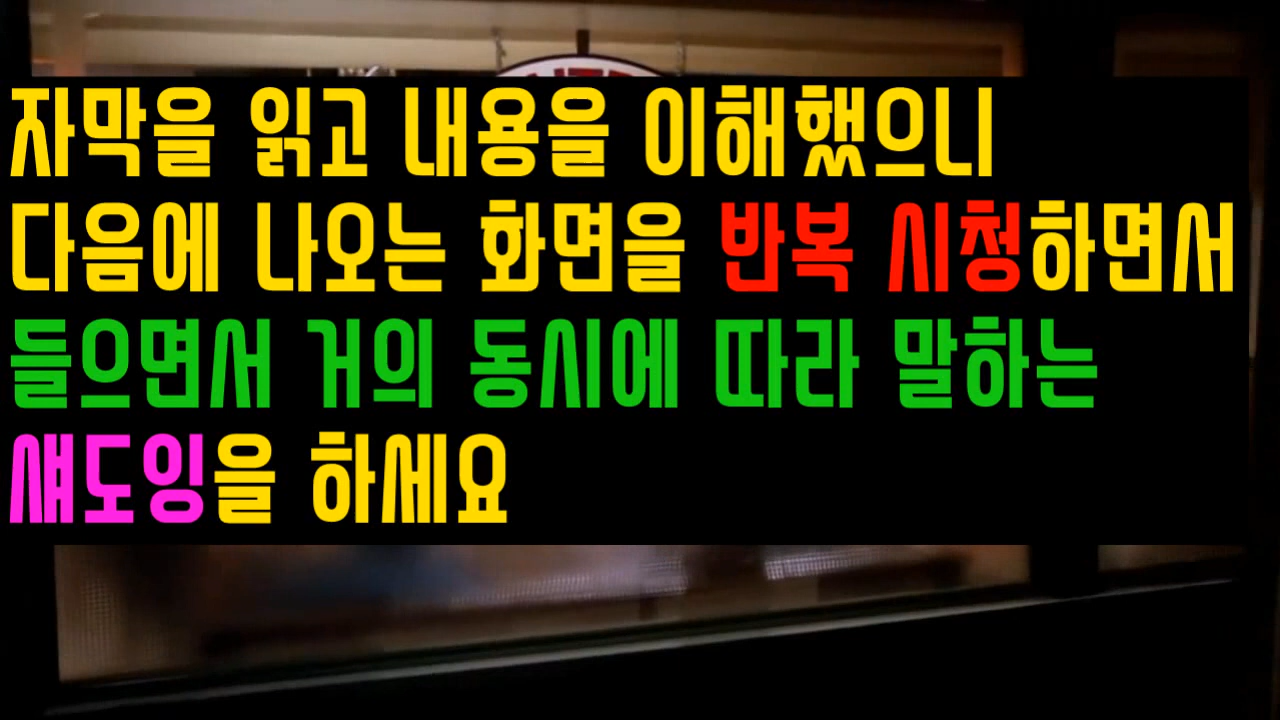 자막을 읽고 내용을 이해했으니
다음에 나오는 화면을 반복 시청하면서
들으면서 거의 동시에 따라 말하는
섀도잉을 하세요